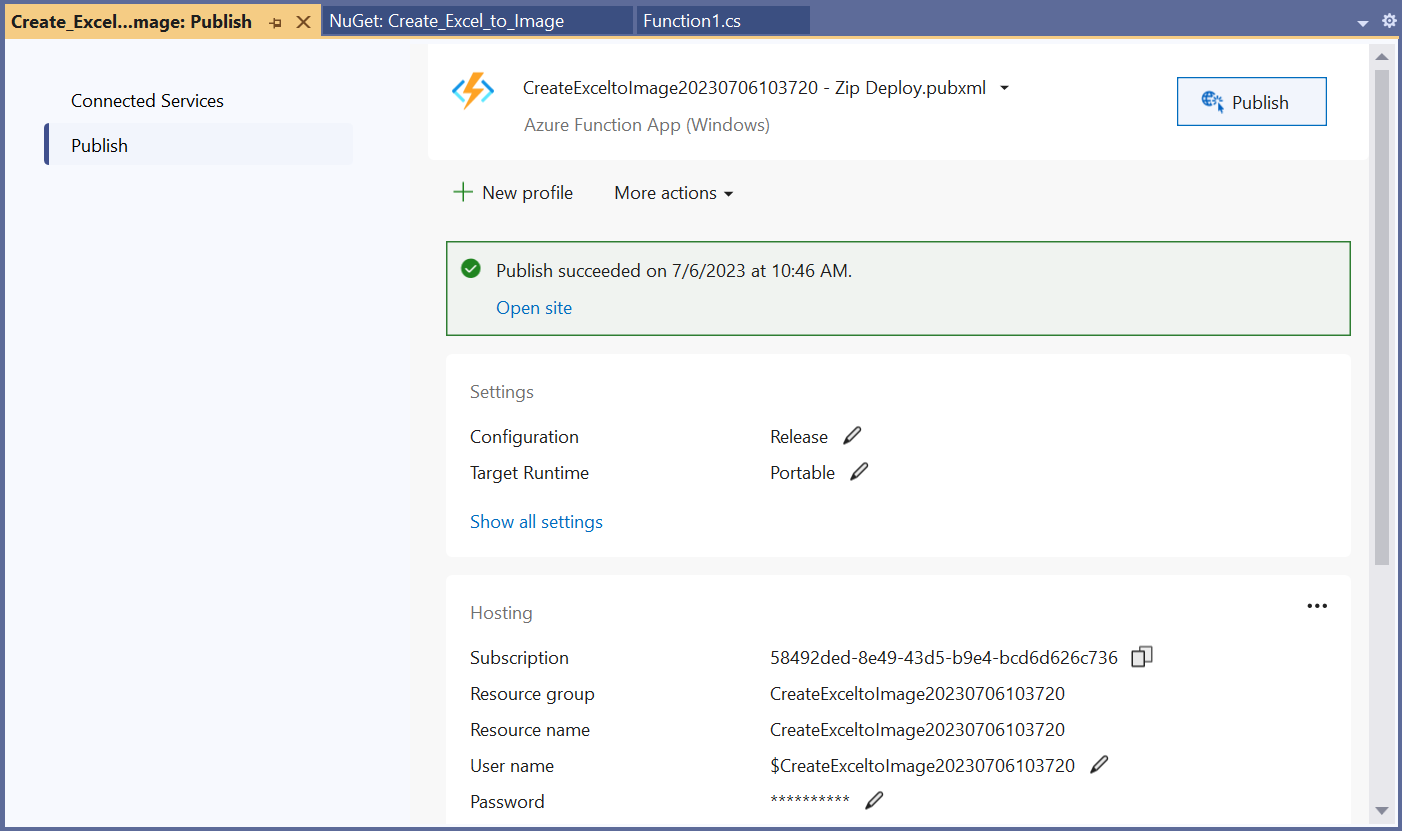 Create_Excel...mage: Publish
NuGet: Create_Excel_to_Image
Function1.cs
Connected Services
Publish
CreateExceltoImage20230706103720 - Zip Deploy.pubxml
Azure Function App (Windows)
Publish
New profile
More actions
Publish succeeded on 7/6/2023 at 10:46 AM.
Open site
Settings
Configuration Release
Target Runtime Portable
Show all settings
Hosting
Subscription 58492ded-8e49-43d5-b9e4-bcd6d626c736
Resource group CreateExceltoImage20230706103720
Resource name CreateExceltoImage20230706103720
User name $CreateExceltoImage20230706103720
Password **********